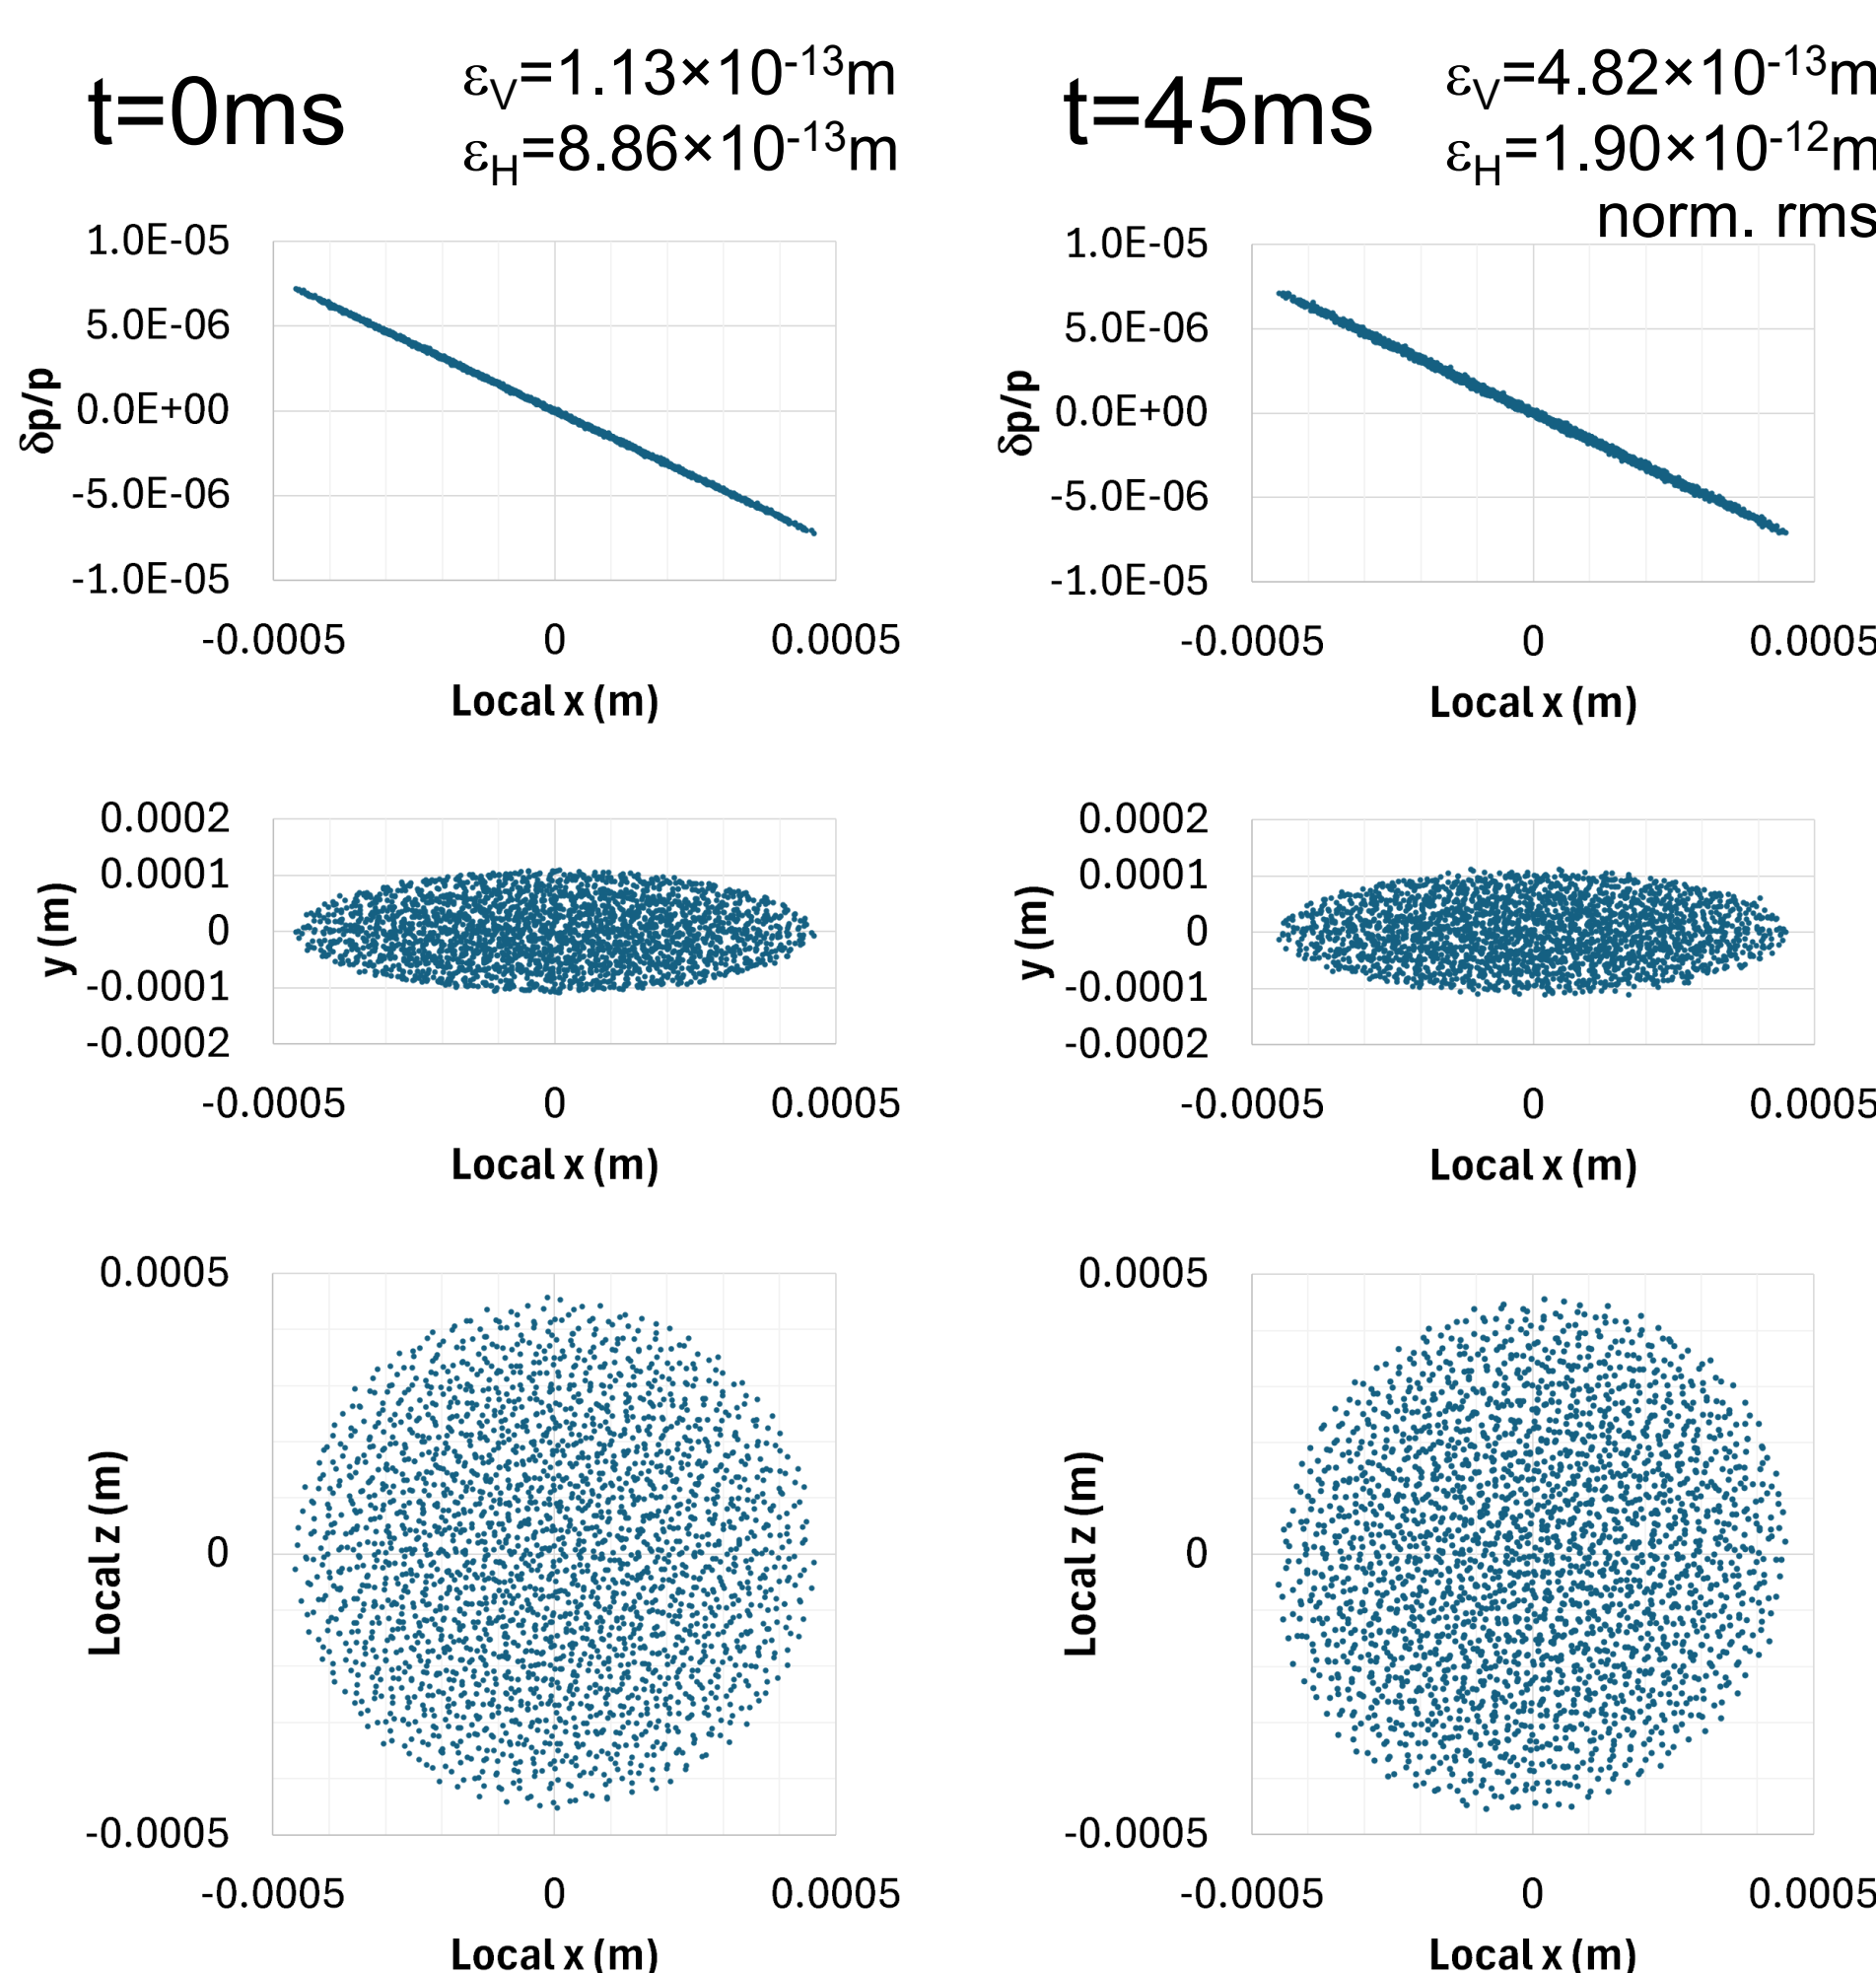 t=0ms
εV=1.13×10-13m
εH=8.86×10-13m
t=45ms
εV=4.82×10-13m
εH=1.90×10-12m
norm. rms
1.0E-05
5.0E-06
0.0E+00
-5.0E-06
-1.0E-05
δp/p
-0.0005 0 0.0005
Local x (m)
1.0E-05
5.0E-06
0.0E+00
-5.0E-06
-1.0E-05
δp/p
-0.0005 0 0.0005
Local x (m)
0.0002
0.0001
0
-0.0001
-0.0002
y (m)
-0.0005 0 0.0005
Local x (m)
0.0002
0.0001
0
-0.0001
-0.0002
y (m)
-0.0005 0 0.0005
Local x (m)
0.0005
0
-0.0005
Local z (m)
-0.0005 0 0.0005
Local x (m)
0.0005
0
-0.0005
Local z (m)
-0.0005 0 0.0005
Local x (m)